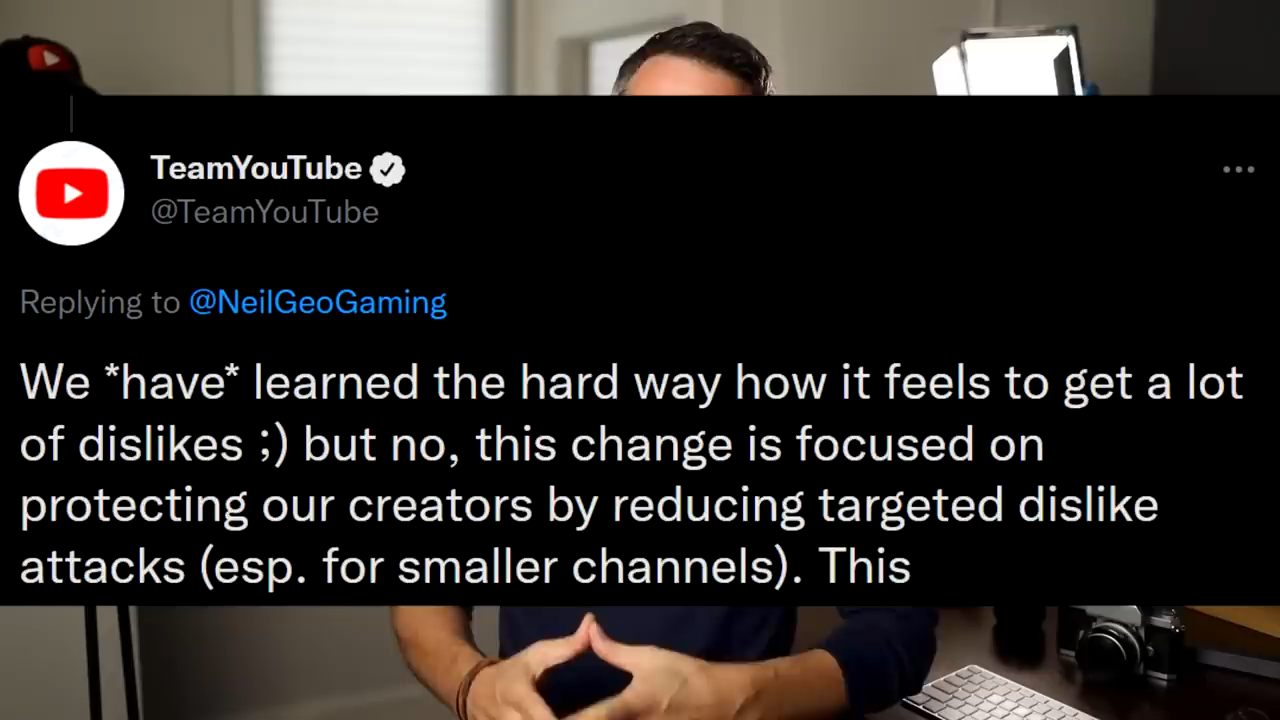 TeamYouTube
@TeamYouTube
Replying to @NeilGeoGaming
We *have* learned the hard way how it feels to get a lot
of dislikes ;) but no, this change is focused on
protecting our creators by reducing targeted dislike
attacks (esp. for smaller channels). This